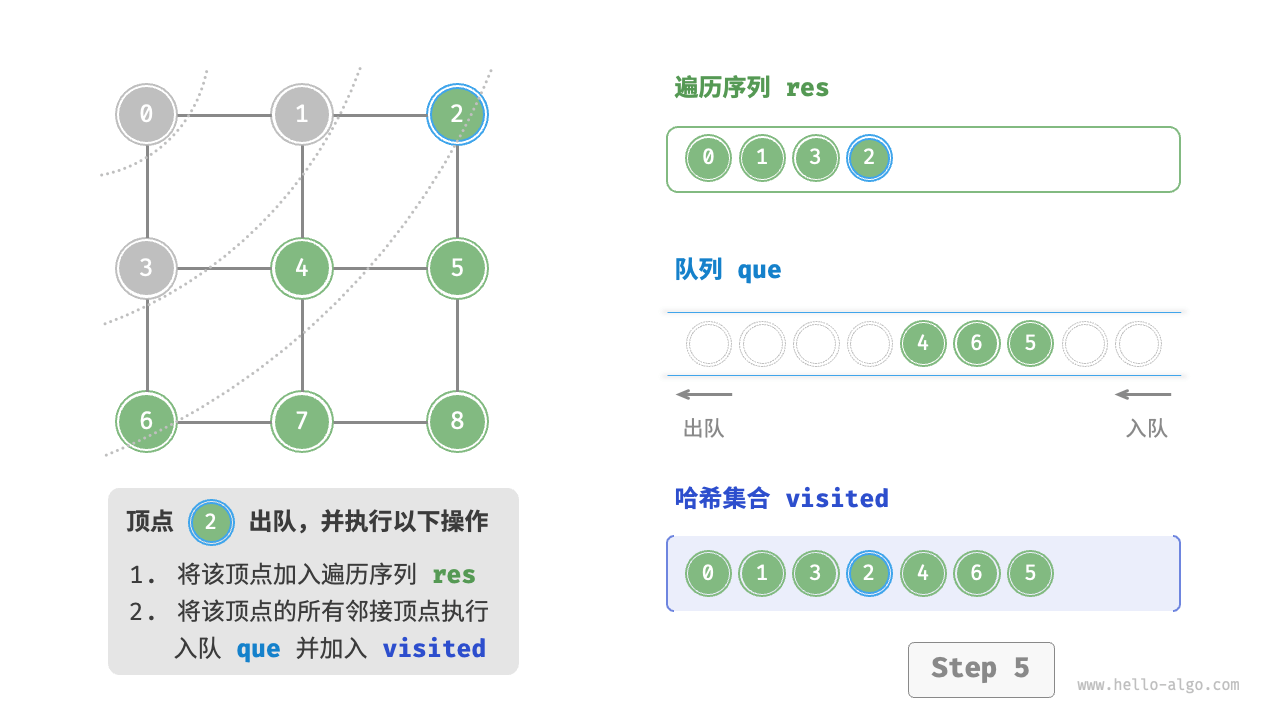 0 1 2
3 4 5
6 7 8
顶点 2 出队，并执行以下操作
1. 将该顶点加入遍历序列 res
2. 将该顶点的所有邻接顶点执行
入队 que 并加入 visited
遍历序列 res
0 1 3 2
队列 que
4 6 5
出队 入队
哈希集合 visited
0 1 3 2 4 6 5
Step 5
www.hello-algo.com